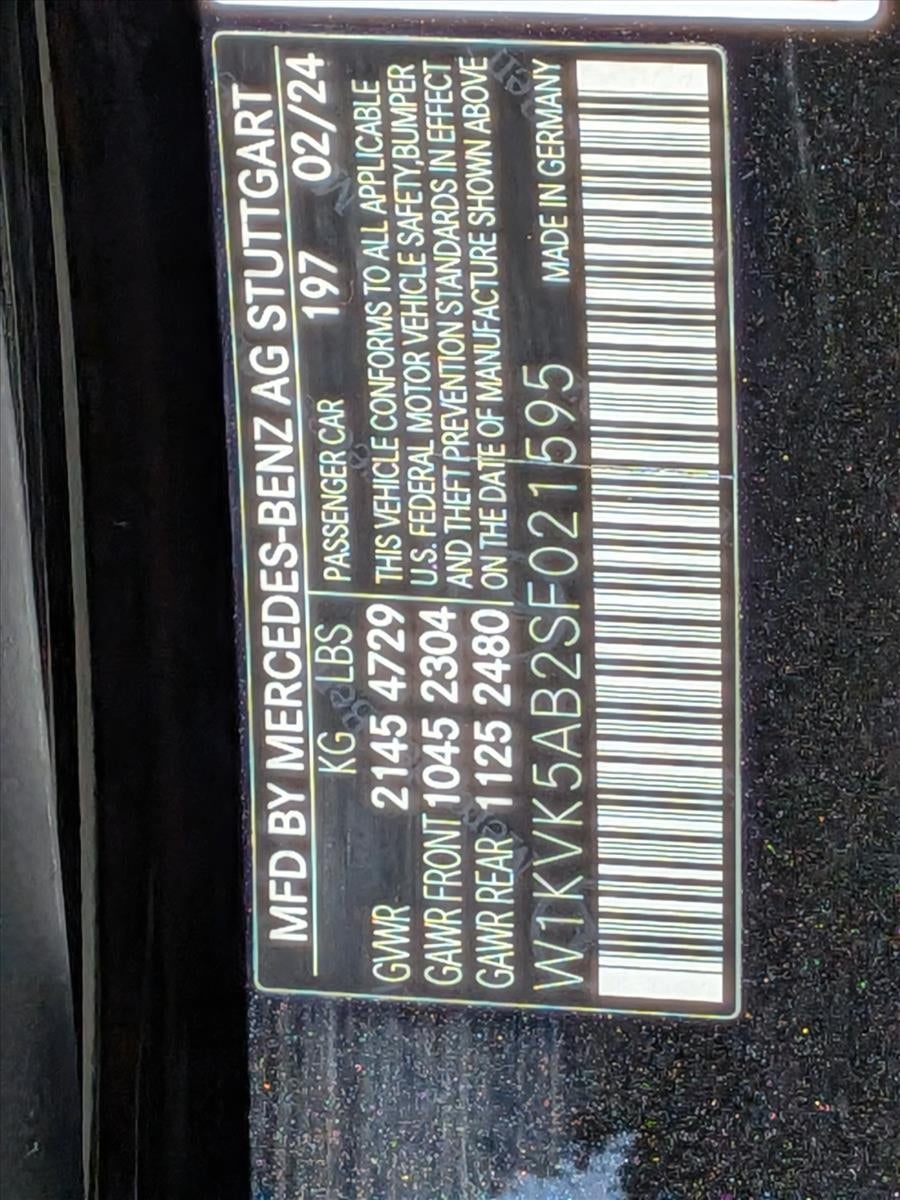 MFD BY MERCEDES-BENZ AG STUTTGART
197 02/24
KG LBS
PASSENGER CAR
GVWR 2145 4729
GAWR FRONT 1045 2304
GAWR REAR 1125 2480
THIS VEHICLE CONFORMS TO ALL APPLICABLE
U.S. FEDERAL MOTOR VEHICLE SAFETY,BUMPER
AND THEFT PREVENTION STANDARDS IN EFFECT
ON THE DATE OF MANUFACTURE SHOWN ABOVE
W1KVK5AB2SF021595
MADE IN GERMANY